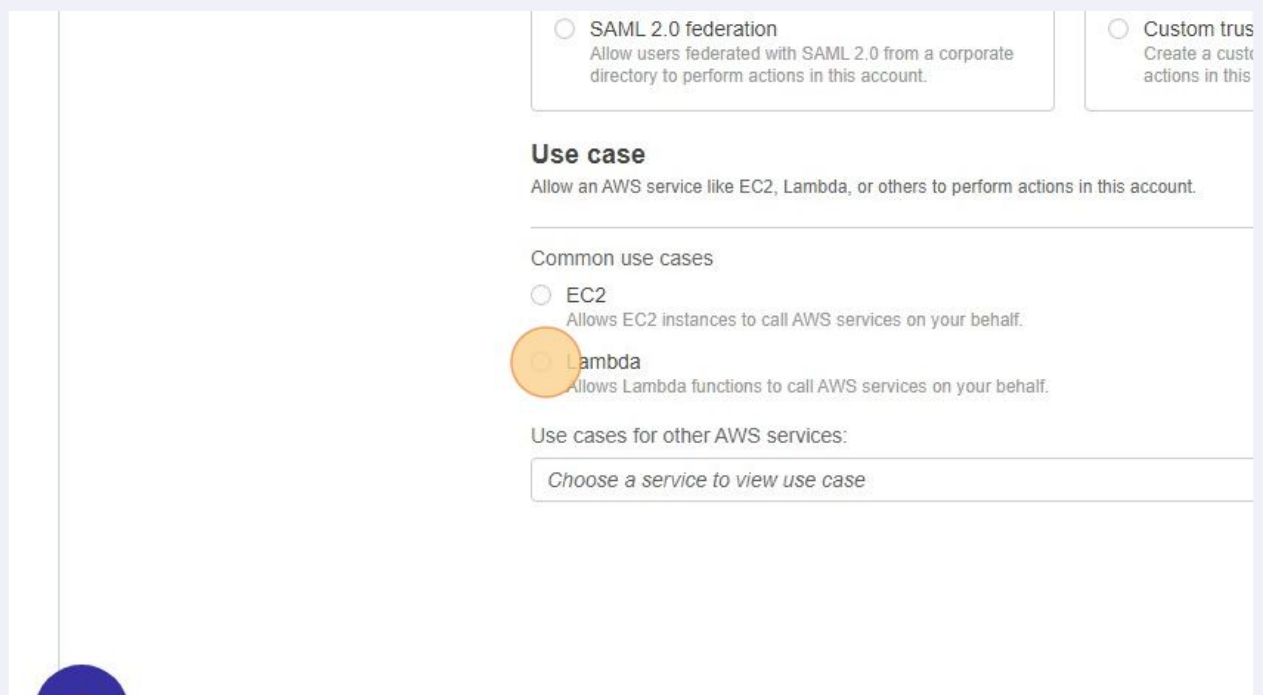 SAML 2.0 federation
Allow users federated with SAML 2.0 from a corporate
directory to perform actions in this account.
Custom trus
Create a custo
actions in this
Use case
Allow an AWS service like EC2, Lambda, or others to perform actions in this account.
Common use cases
EC2
Allows EC2 instances to call AWS services on your behalf.
Lambda
Allows Lambda functions to call AWS services on your behalf.
Use cases for other AWS services:
Choose a service to view use case